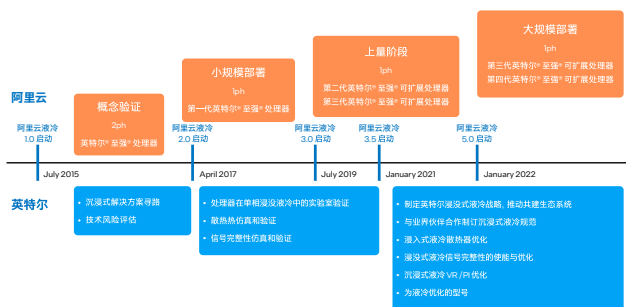 大规模部署
1ph
第三代英特尔® 至强® 可扩展处理器
第四代英特尔® 至强® 可扩展处理器
上量阶段
1ph
第二代英特尔® 至强® 可扩展处理器
第三代英特尔® 至强® 可扩展处理器
小规模部署
1ph
第一代英特尔® 至强® 处理器
概念验证
2ph
英特尔® 至强® 处理器
阿里云
阿里云液冷
1.0 启动
阿里云液冷
2.0 启动
阿里云液冷
3.0 启动
阿里云液冷
3.5 启动
阿里云液冷
5.0 启动
July 2015
April 2017
July 2019
January 2021
January 2022
英特尔
• 沉浸式解决方案寻路
• 技术风险评估
• 处理器在单相浸没液冷中的实验室验证
• 散热热仿真和验证
• 信号完整性仿真和验证
• 制定英特尔浸没式液冷战略, 推动共建生态系统
• 与业界伙伴合作制订沉浸式液冷规范
• 浸入式液冷散热器优化
• 浸没式液冷信号完整性的使能与优化
• 沉浸式液冷 VR / PI 优化
• 为液冷优化的型号